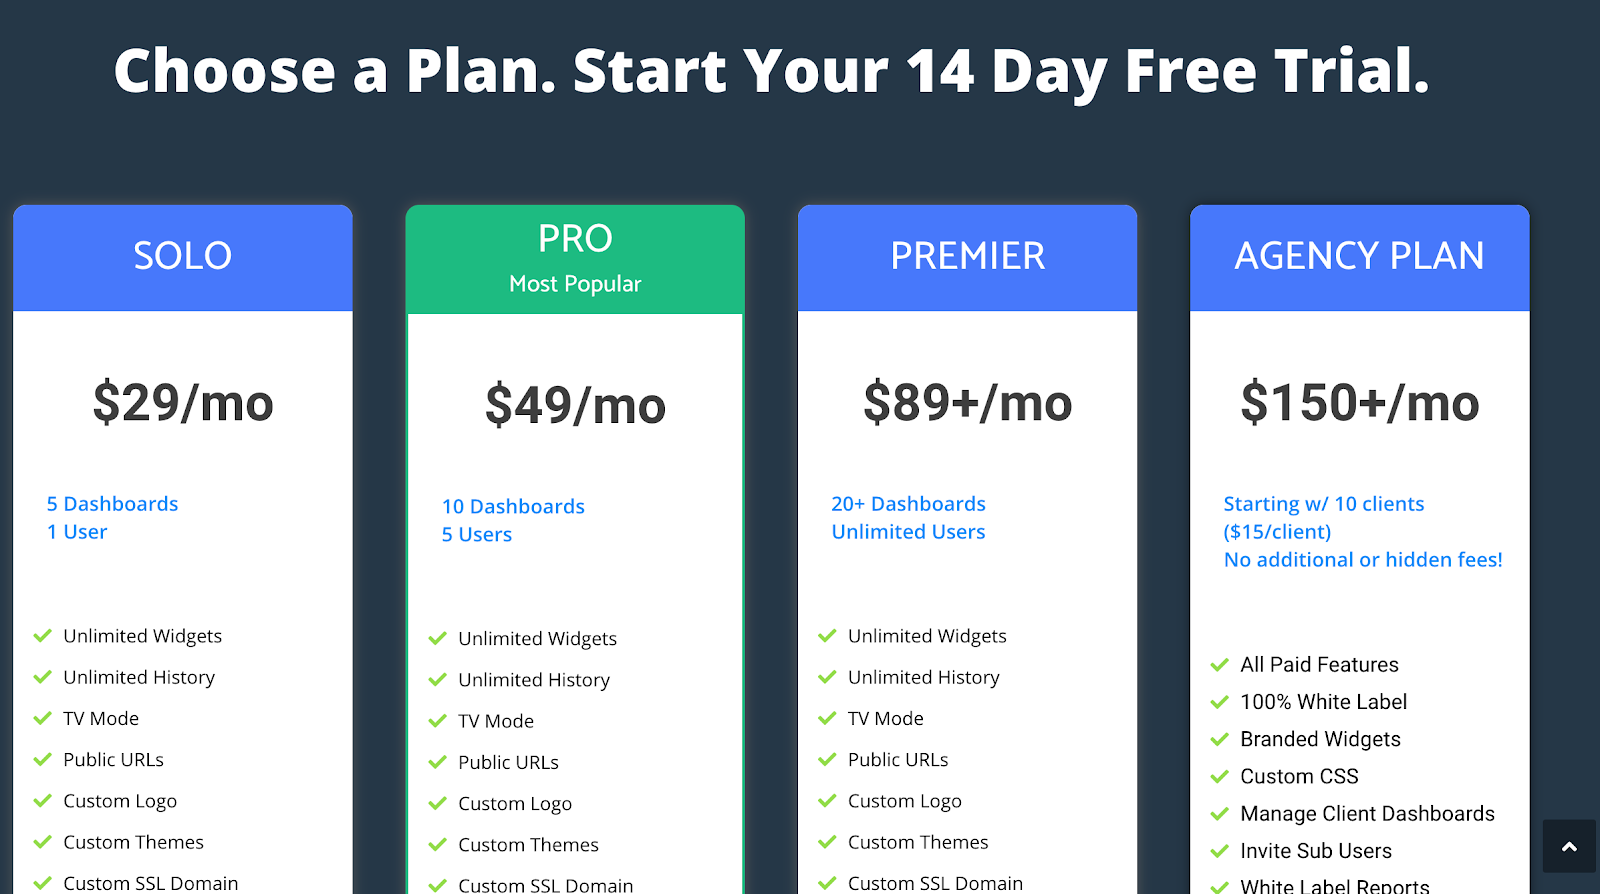 Choose a Plan. Start Your 14 Day Free Trial.
SOLO
$29/mo
5 Dashboards
1 User
Unlimited Widgets
Unlimited History
TV Mode
Public URLs
Custom Logo
Custom Themes
Custom SSL Domain
PRO
Most Popular
$49/mo
10 Dashboards
5 Users
Unlimited Widgets
Unlimited History
TV Mode
Public URLs
Custom Logo
Custom Themes
Custom SSL Domain
PREMIER
$89+/mo
20+ Dashboards
Unlimited Users
Unlimited Widgets
Unlimited History
TV Mode
Public URLs
Custom Logo
Custom Themes
Custom SSL Domain
AGENCY PLAN
$150+/mo
Starting w/ 10 clients
($15/client)
No additional or hidden fees!
All Paid Features
100% White Label
Branded Widgets
Custom CSS
Manage Client Dashboards
Invite Sub Users
White Label Reports